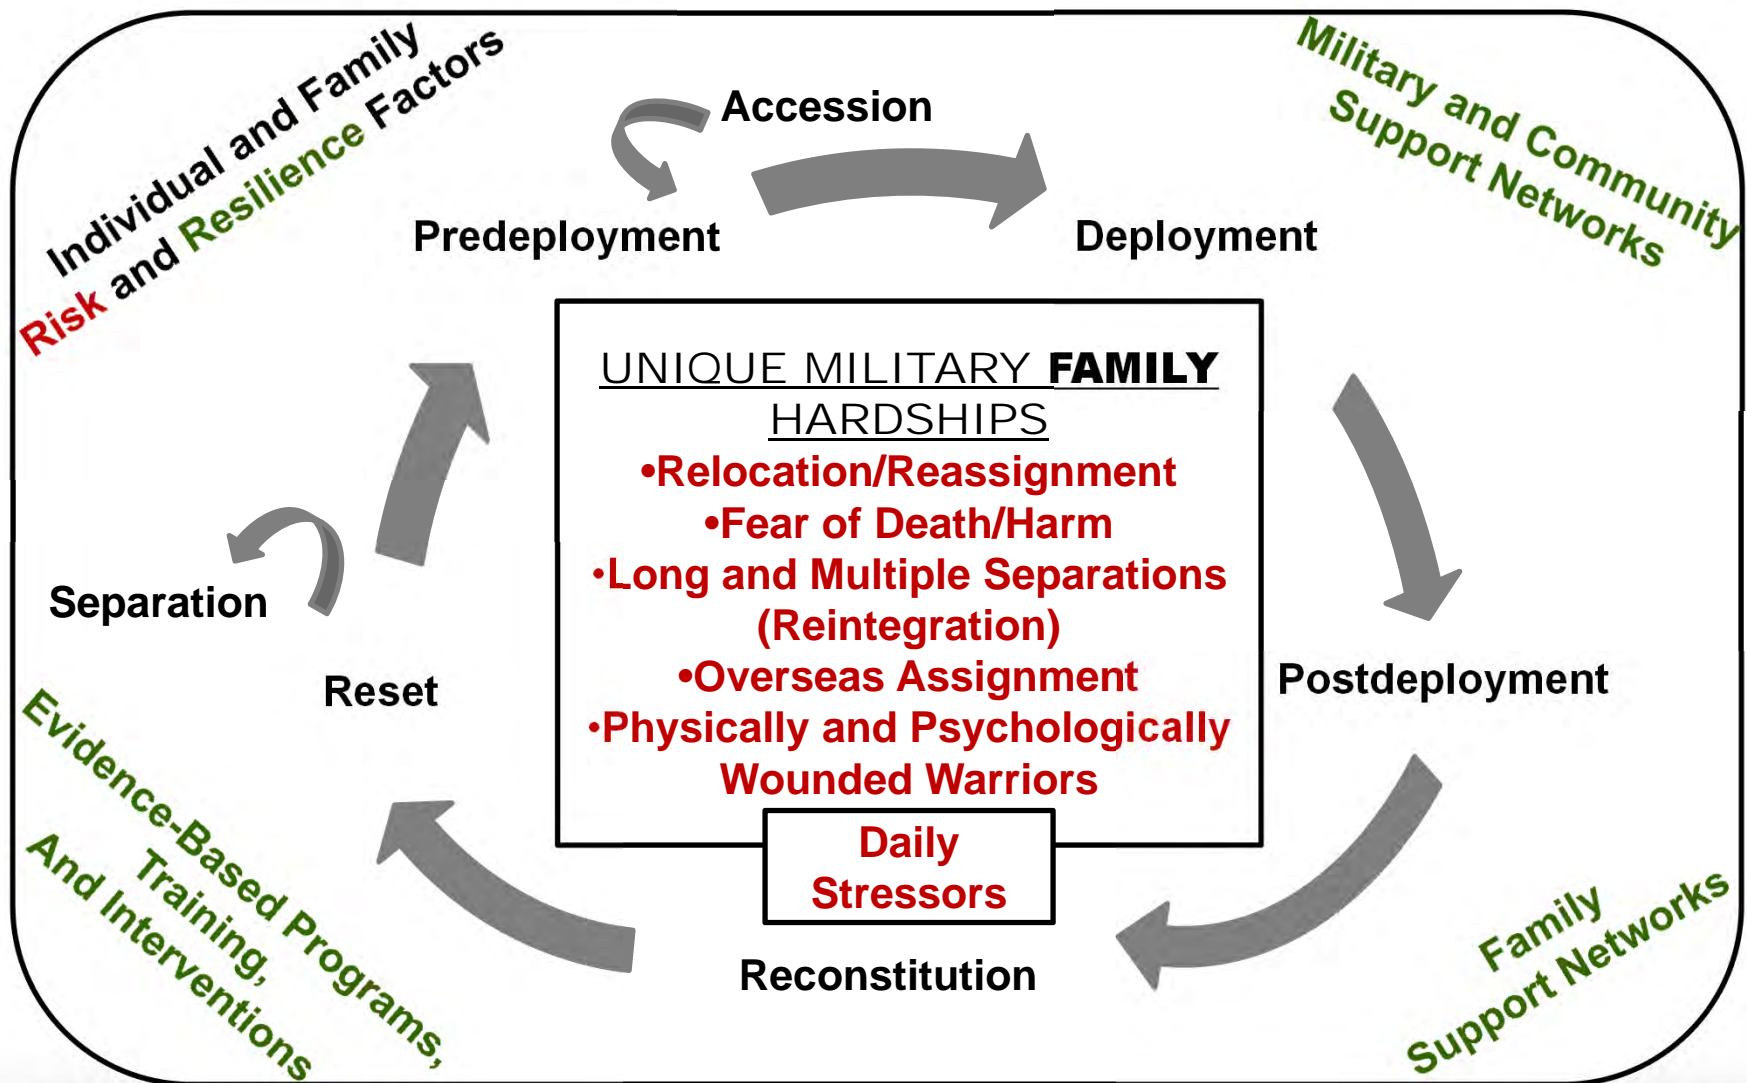 Individual and Family
Risk and Resilience Factors
Military and Community
Support Networks
Accession
Predeployment
Deployment
UNIQUE MILITARY FAMILY
HARDSHIPS
•Relocation/Reassignment
•Fear of Death/Harm
•Long and Multiple Separations
(Reintegration)
•Overseas Assignment
•Physically and Psychologically
Wounded Warriors
Daily
Stressors
Separation
Reset
Postdeployment
Reconstitution
Evidence-Based Programs,
Training,
And Interventions
Family
Support Networks